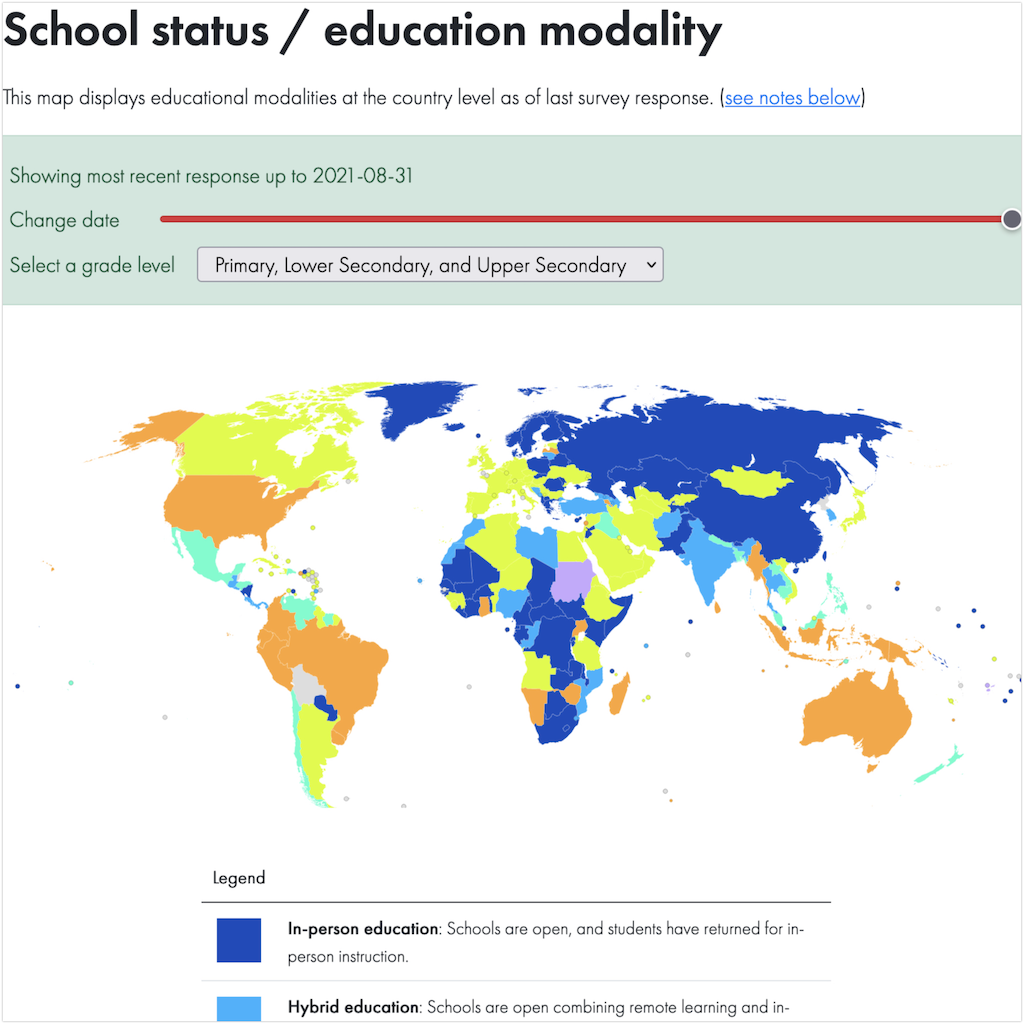 School status / education modality
This map displays educational modalities at the country level as of last survey response. (see notes below)
Showing most recent response up to 2021-08-31
Change date
Select a grade level
Primary, Lower Secondary, and Upper Secondary
Legend
In-person education: Schools are open, and students have returned for in-
person instruction.
Hybrid education: Schools are open combining remote learning and in-